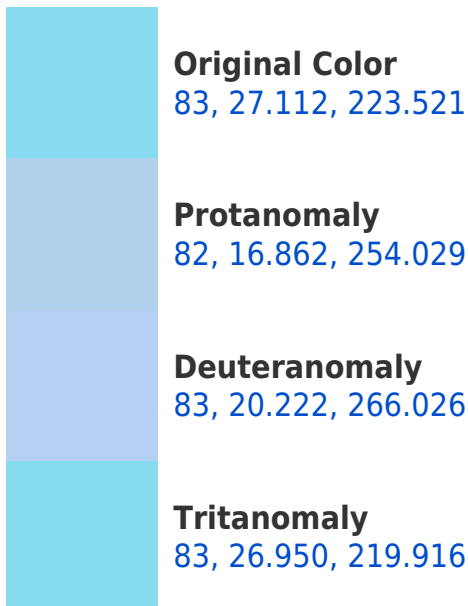 Original Color
83, 27.112, 223.521
Protanomaly
82, 16.862, 254.029
Deuteranomaly
83, 20.222, 266.026
Tritanomaly
83, 26.950, 219.916